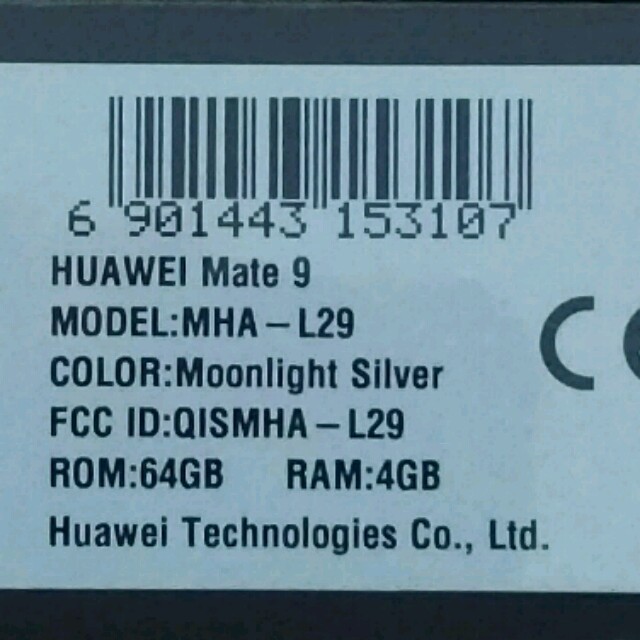 6 901443 153107
HUAWEI Mate 9
MODEL:MHA-L29
COLOR:Moonlight Silver
FCC ID:QISMHA-L29
ROM:64GB RAM:4GB
Huawei Technologies Co., Ltd.